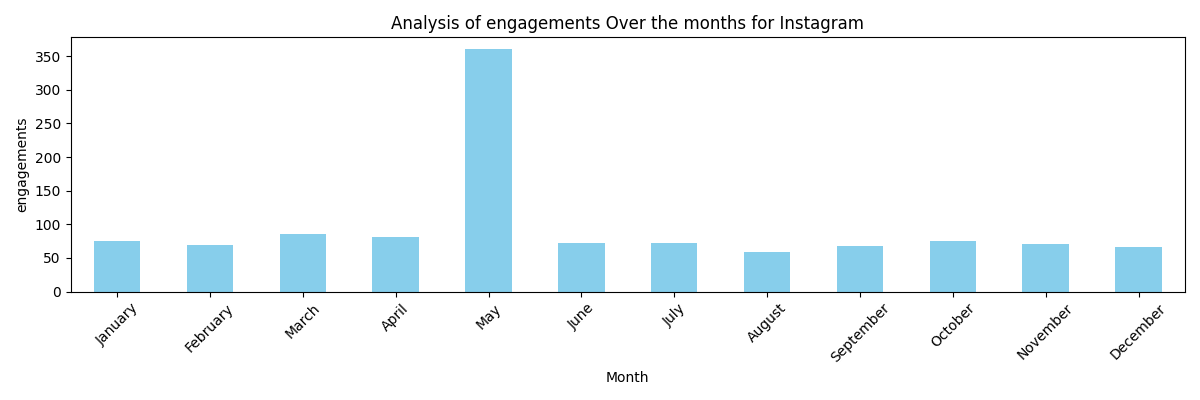 Analysis of engagements Over the months for Instagram
engagements
350
300
250
200
150
100
50
0
January
February
March
April
May
June
July
August
September
October
November
December
Month